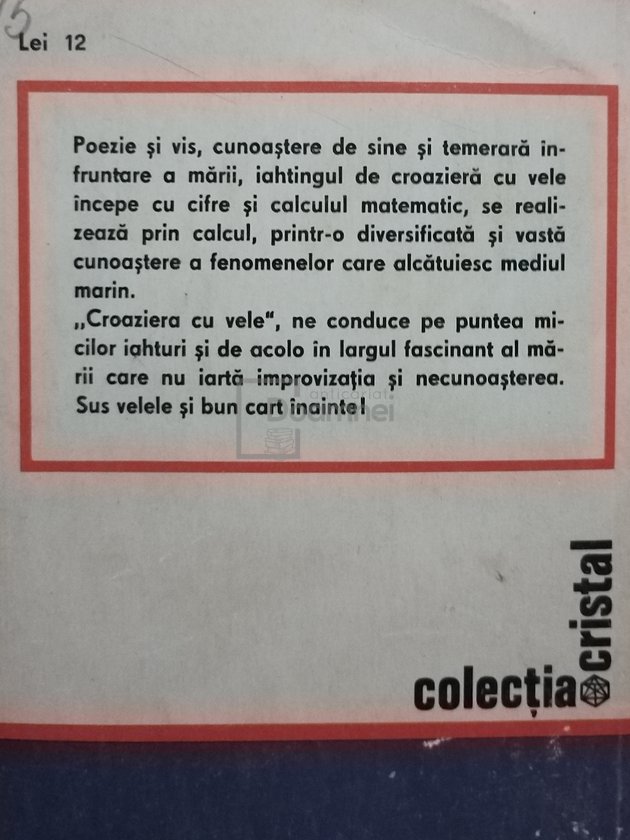 Lei 12
Poezie și vis, cunoaștere de sine și temerară în-
fruntare a mării, iahtingul de croazieră cu vele
începe cu cifre și calculul matematic, se reali-
zează prin calcul, printr-o diversificată și vastă
cunoaștere a fenomenelor care alcătuiesc mediul
marin.
„Croaziera cu vele“, ne conduce pe puntea mi-
cilor iahturi și de acolo în largul fascinant al mă-
rii care nu iartă improvizația și necunoașterea.
Sus velele și bun cart înainte!
anticariat
Doamnei
colecția
cristal